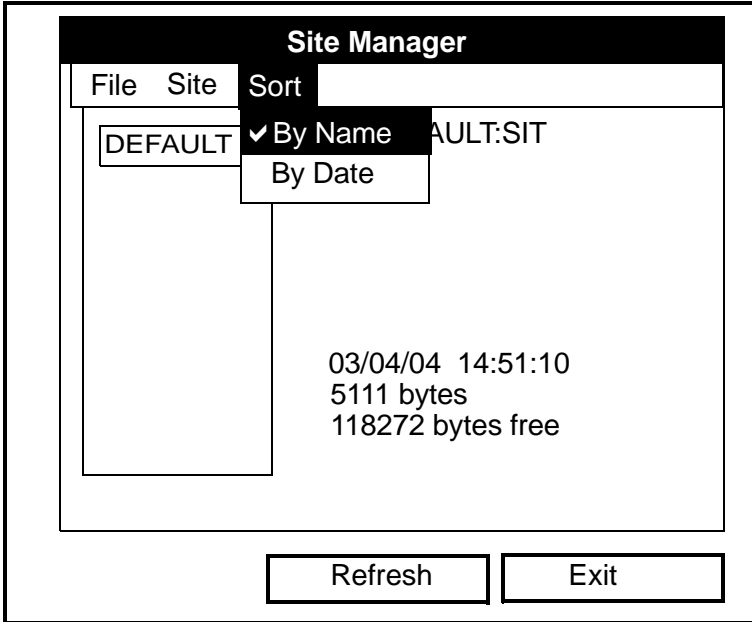 Site Manager
File Site Sort
DEFAULT
By Name
AULT:SIT
By Date
03/04/04 14:51:10
5111 bytes
118272 bytes free
Refresh
Exit